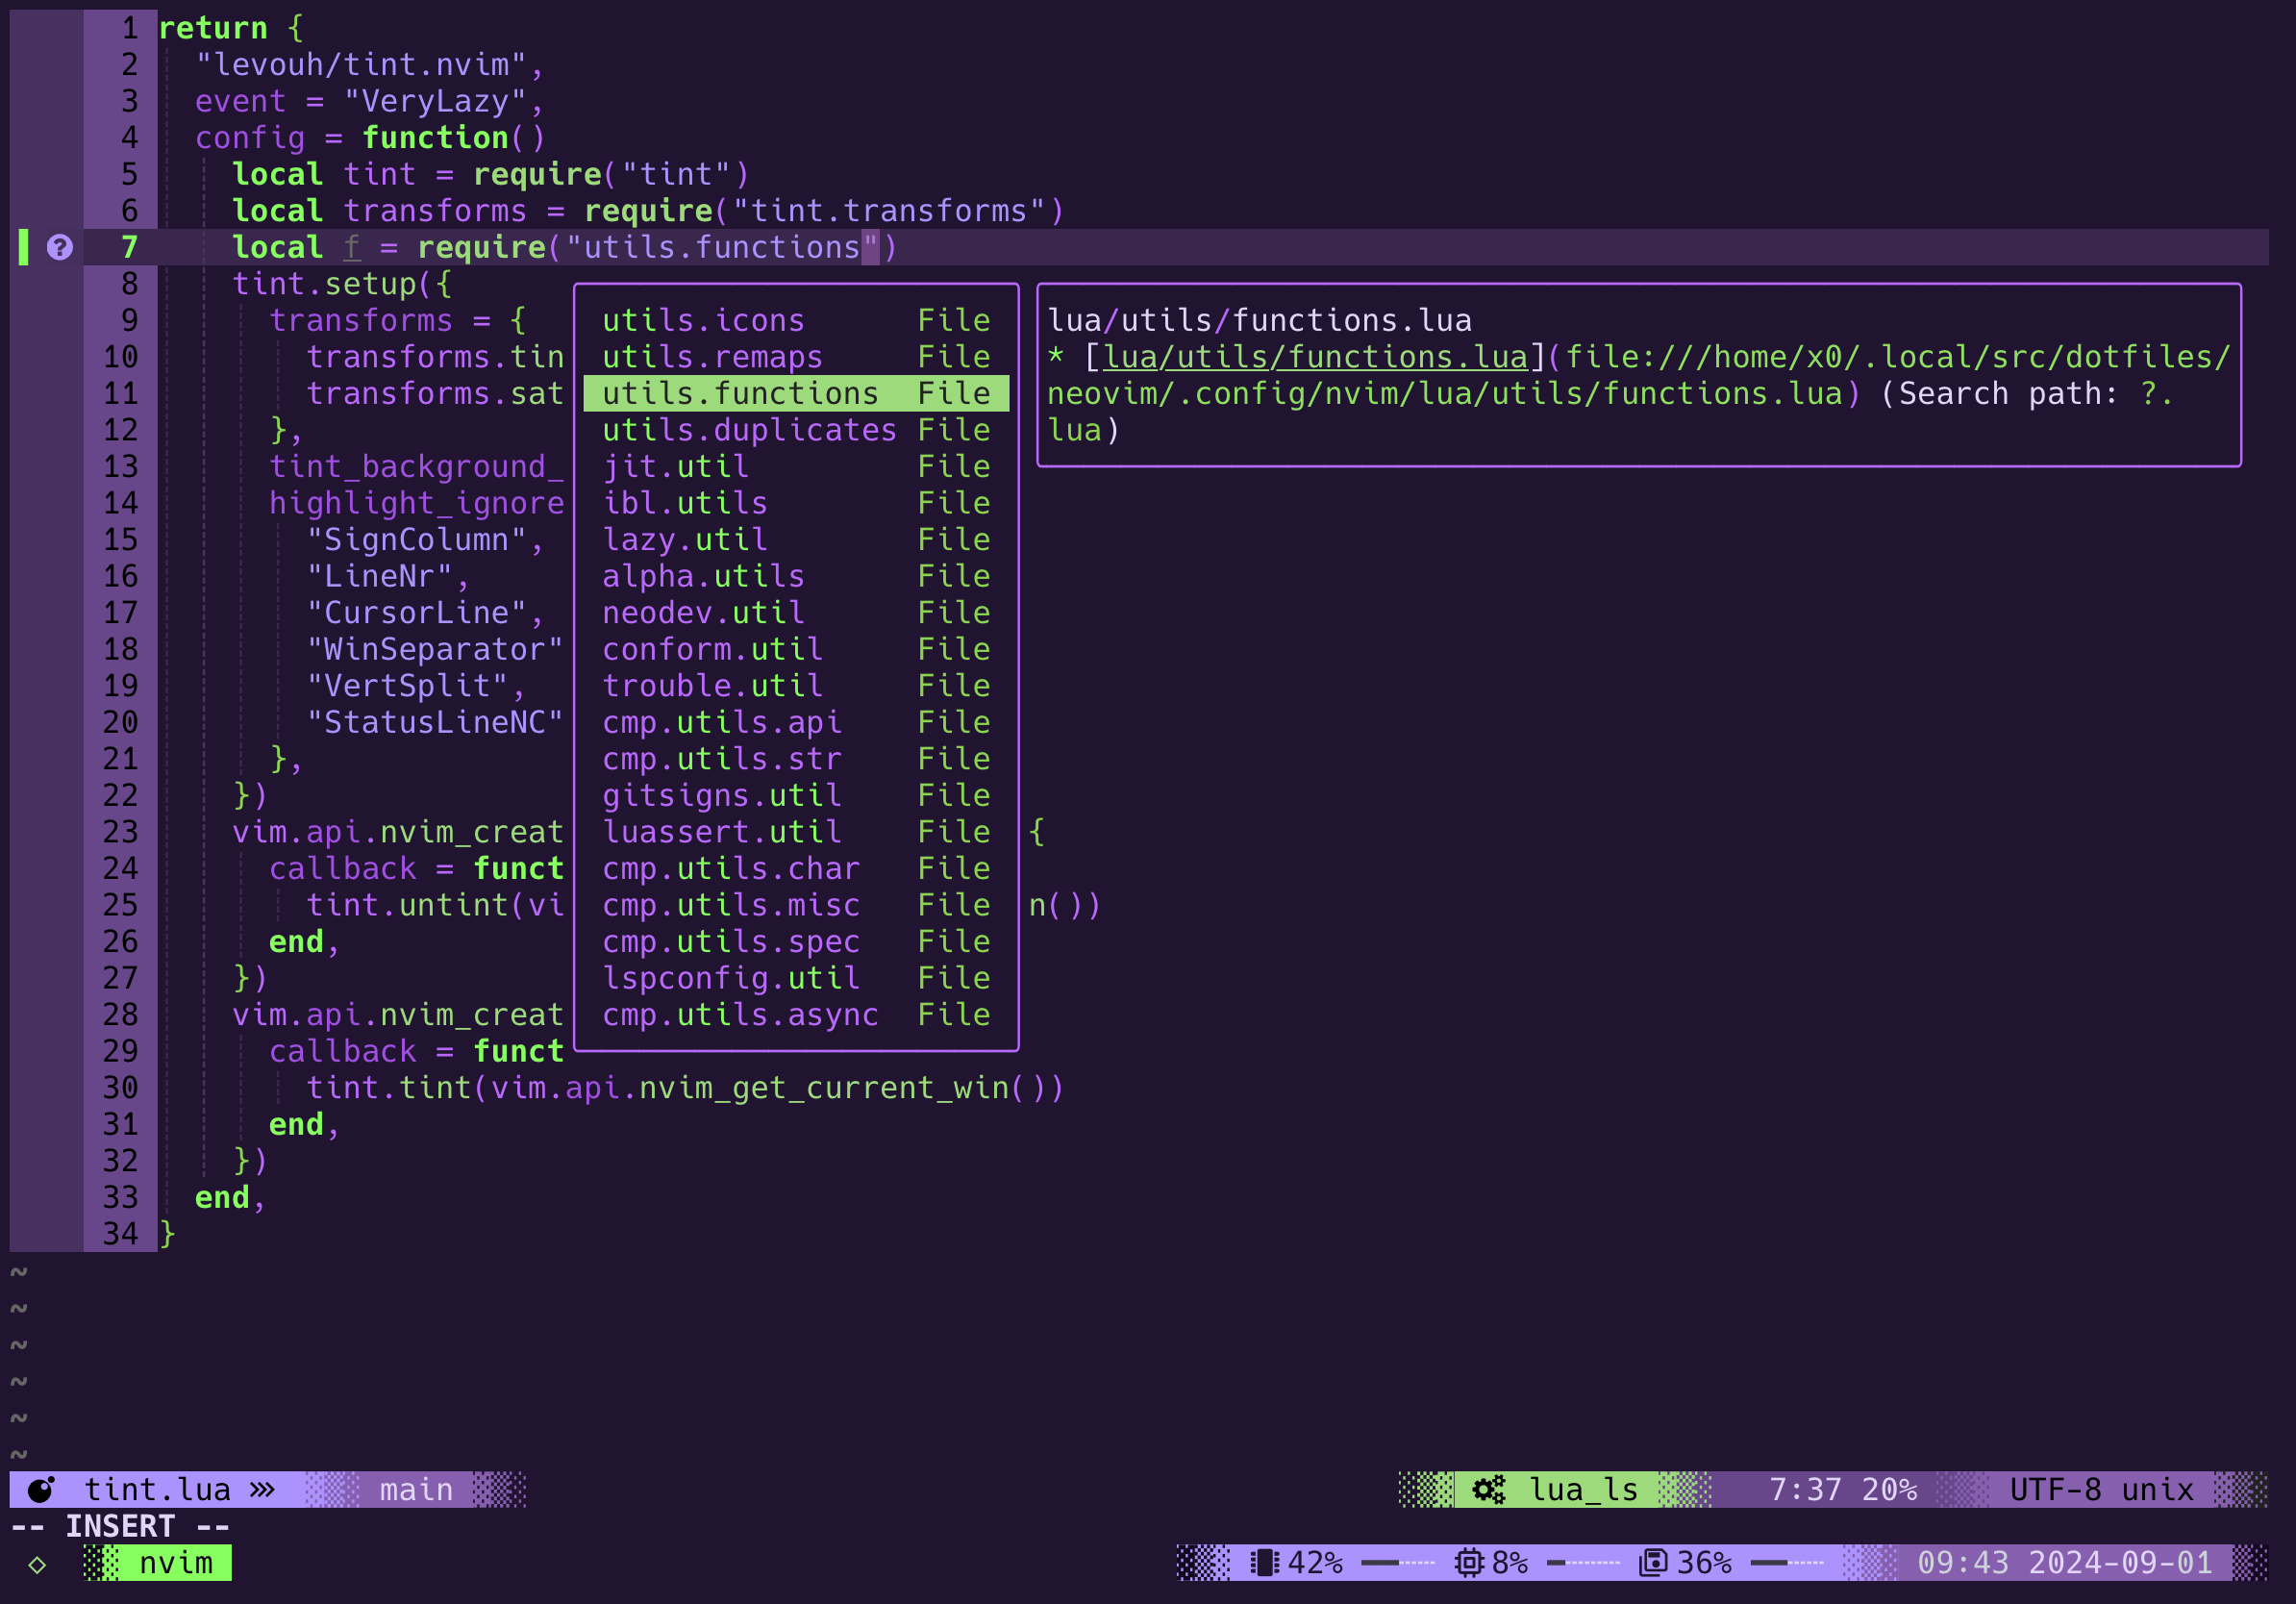 1 return {
2 "levouh/tint.nvim",
3 event = "VeryLazy",
4 config = function()
5 local tint = require("tint")
6 local transforms = require("tint.transforms")
7 local f = require("utils.functions")
8 tint.setup({
9 transforms = {
10 transforms.tin
11 transforms.sat
12 },
13 tint_background_
14 highlight_ignore
15 "SignColumn",
16 "LineNr",
17 "CursorLine",
18 "WinSeparator"
19 "VertSplit",
20 "StatusLineNC"
21 },
22 })
23 vim.api.nvim_creat {
24 callback = funct
25 tint.untint(vi n())
26 end,
27 })
28 vim.api.nvim_creat
29 callback = funct
30 tint.tint(vim.api.nvim_get_current_win())
31 end,
32 })
33 end,
34 }
utils.icons File
utils.remaps File
utils.functions File
utils.duplicates File
jit.util File
ibl.utils File
lazy.util File
alpha.utils File
neodev.util File
conform.util File
trouble.util File
cmp.utils.api File
cmp.utils.str File
gitsigns.util File
luassert.util File
cmp.utils.char File
cmp.utils.misc File
cmp.utils.spec File
lspconfig.util File
cmp.utils.async File
lua/utils/functions.lua
* [lua/utils/functions.lua](file:///home/x0/.local/src/dotfiles/
neovim/.config/nvim/lua/utils/functions.lua) (Search path: ?.
lua)
~
~
~
~
~
~
tint.lua main lua_ls 7:37 20% UTF-8 unix
-- INSERT --
nvim 42% 8% 36% 09:43 2024-09-01